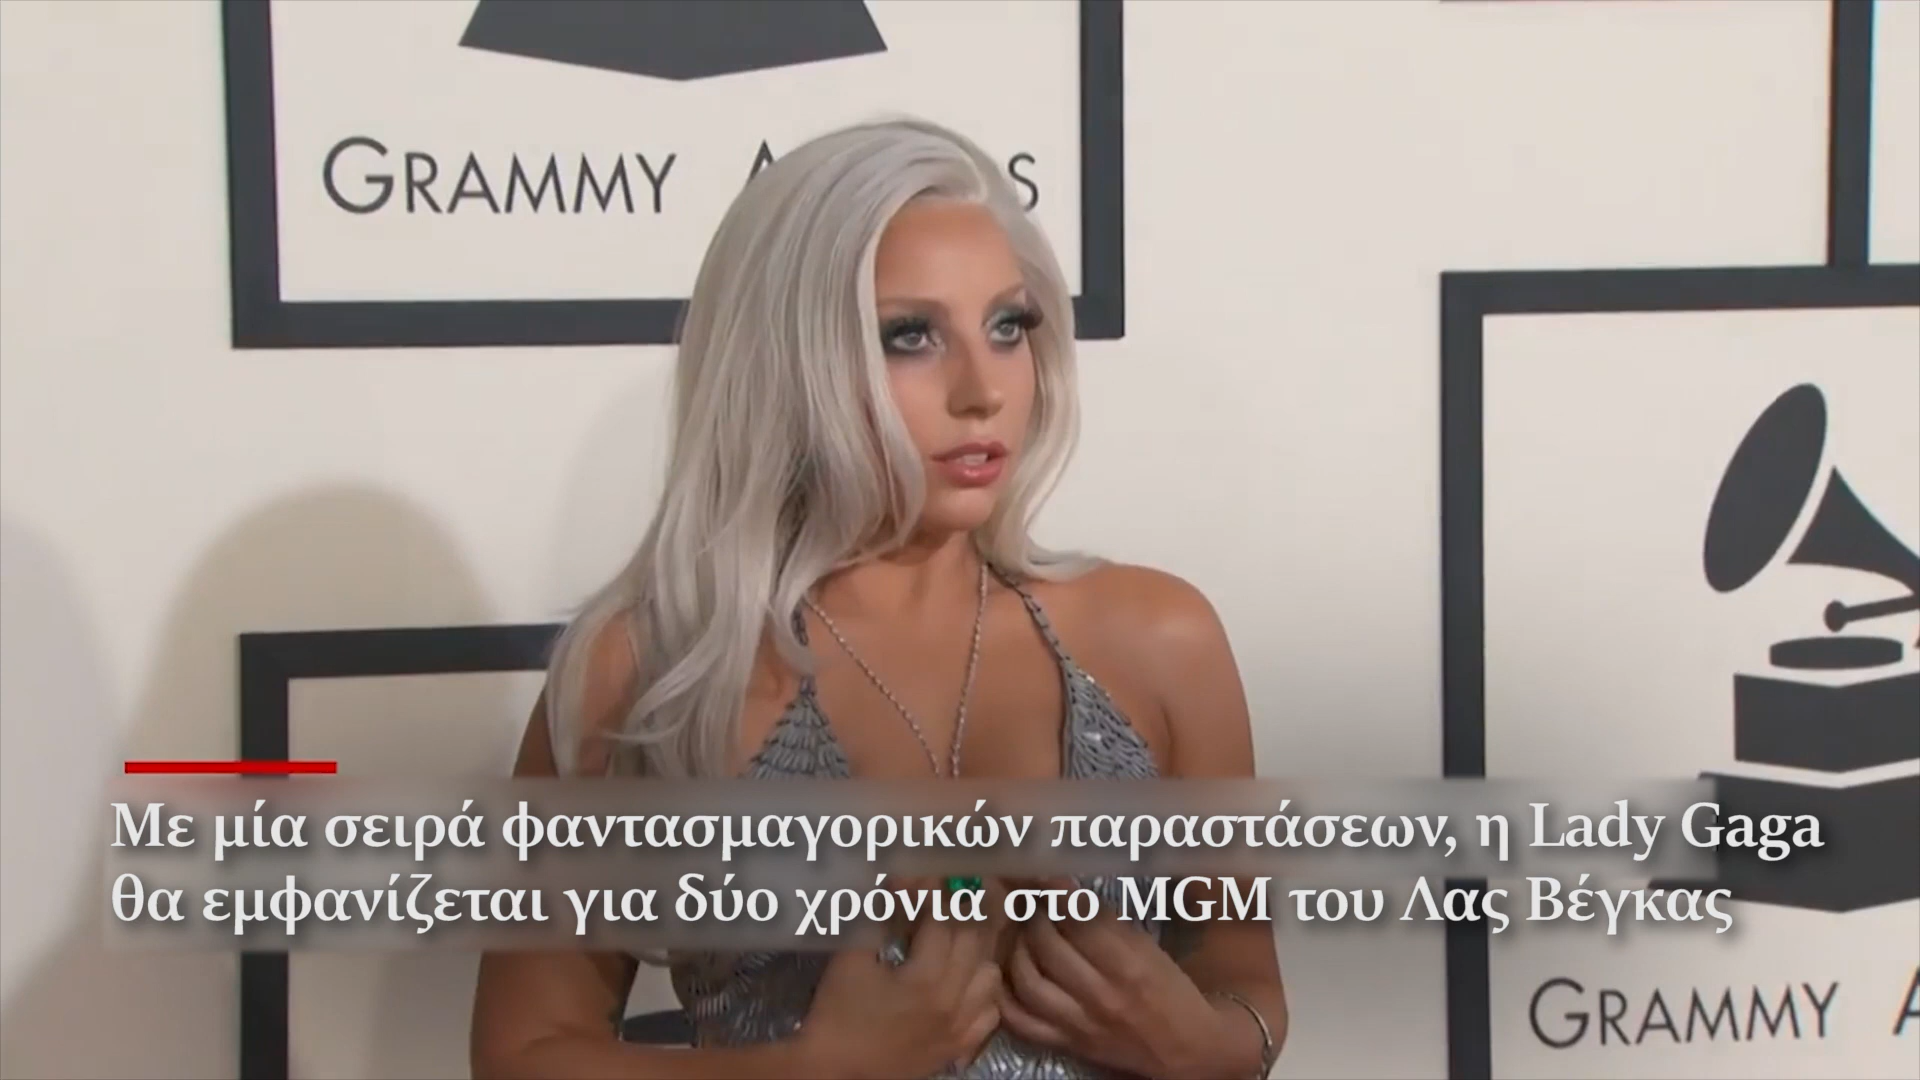 GRAMMY
Με μία σειρά φαντασμαγορικών παραστάσεων, η Lady Gaga
θα εμφανίζεται για δύο χρόνια στο MGM του Λας Βέγκας
GRAMMY